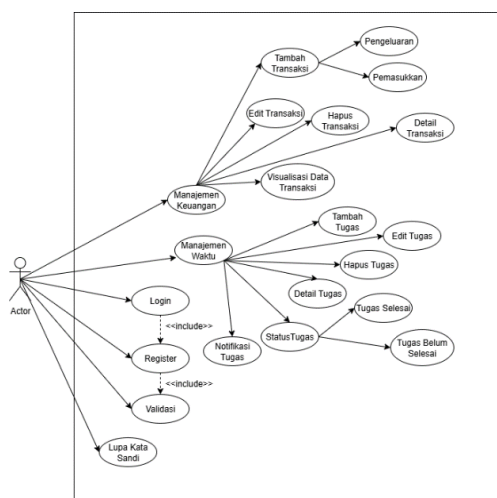 Tambah
Transaksi
Pengeluaran
Pemasukkan
Edit Transaksi
Hapus
Transaksi
Detail
Transaksi
Visualisasi Data
Transaksi
Manajemen
Keuangan
Manajemen
Waktu
Tambah
Tugas
Edit Tugas
Hapus Tugas
Detail Tugas
Notifikasi
Tugas
StatusTugas
Tugas Selesai
Tugas Belum
Selesai
Actor
Login
<<include>>
Register
<<include>>
Validasi
Lupa Kata
Sandi